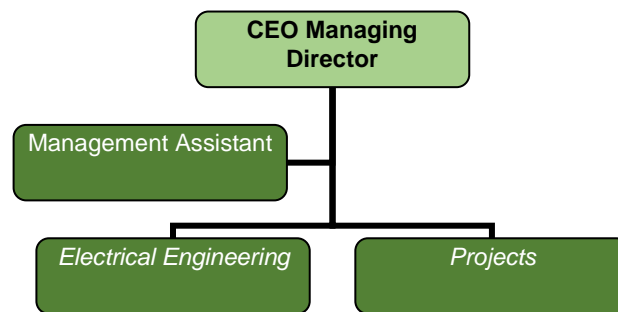 CEO Managing
Director
Management Assistant
Electrical Engineering
Projects